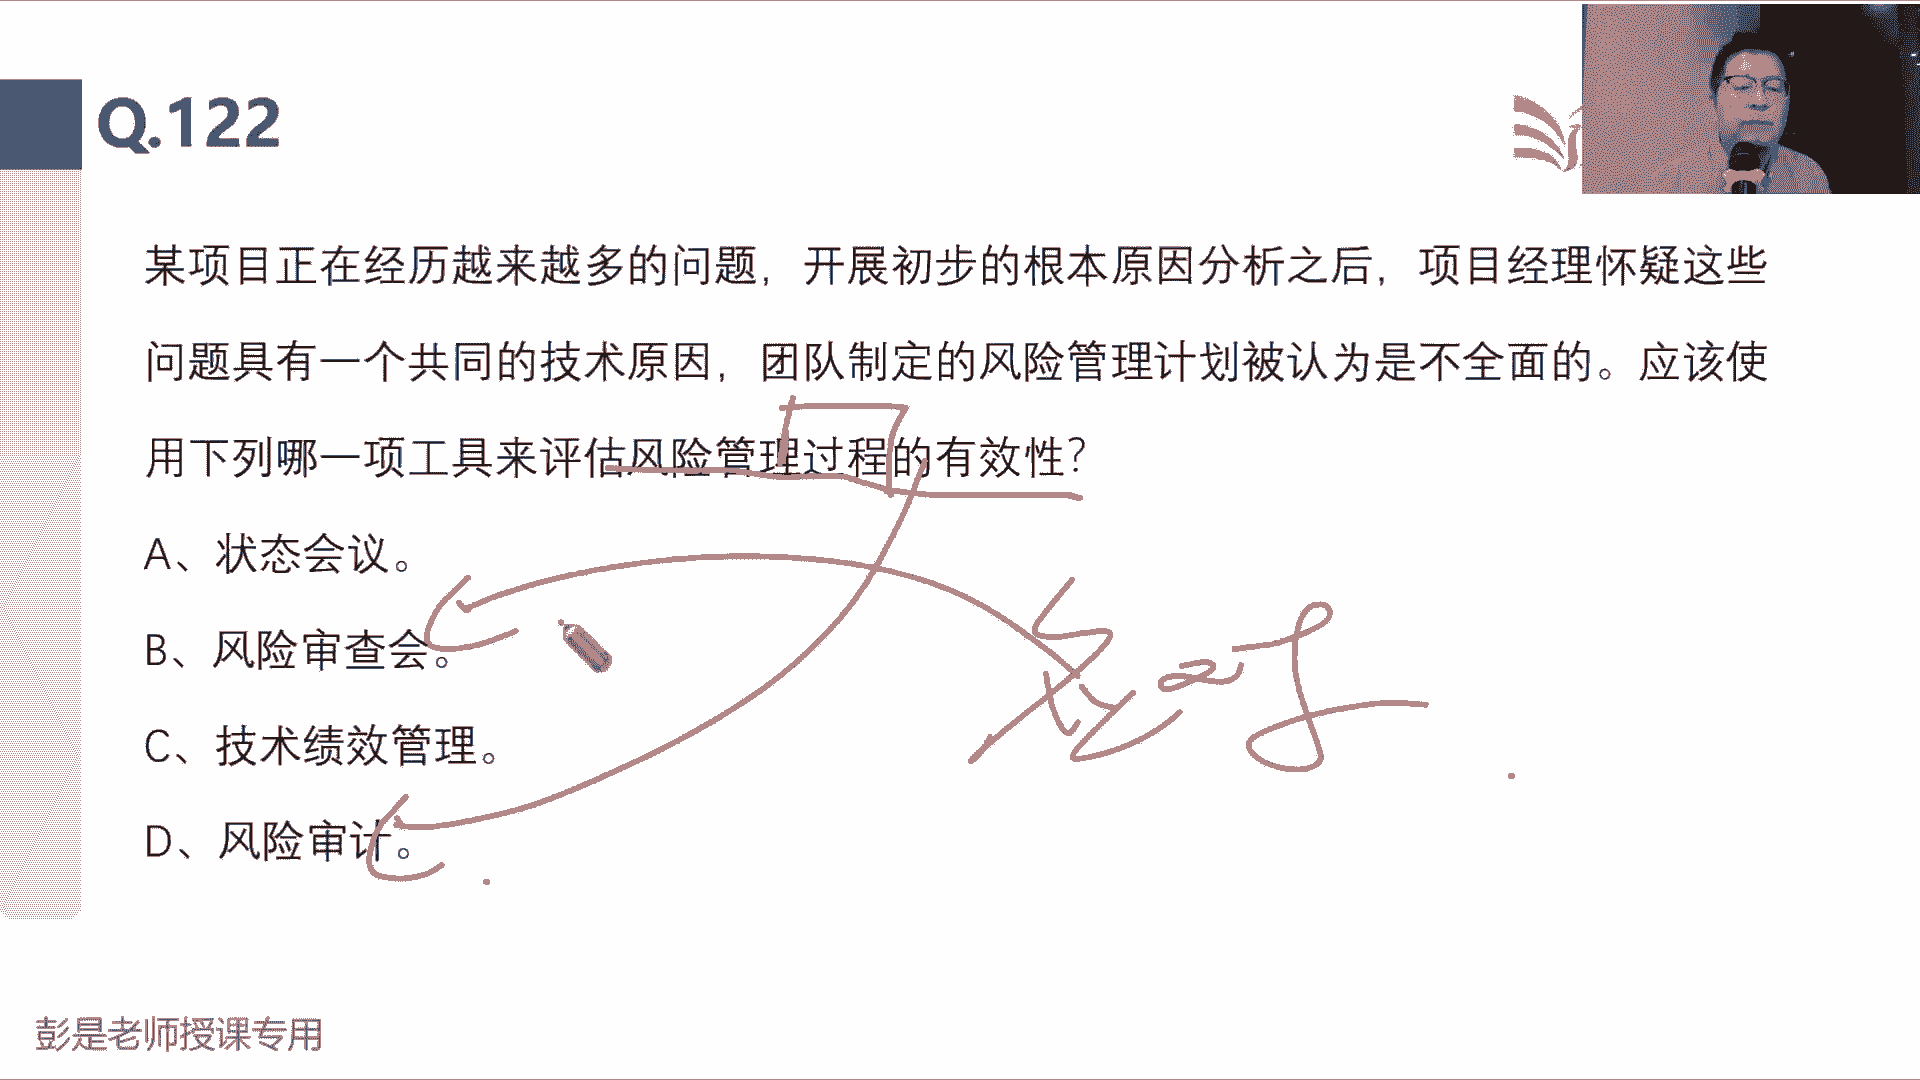 Q.122
某项目正在经历越来越多的问题，开展初步的根本原因分析之后，项目经理怀疑这些
问题具有一个共同的技术原因，团队制定的风险管理计划被认为是不全面的。应该使
用下列哪一项工具来评估风险管理过程的有效性？
A、状态会议。
B、风险审查会。
C、技术绩效管理。
D、风险审计。
彭是老师授课专用